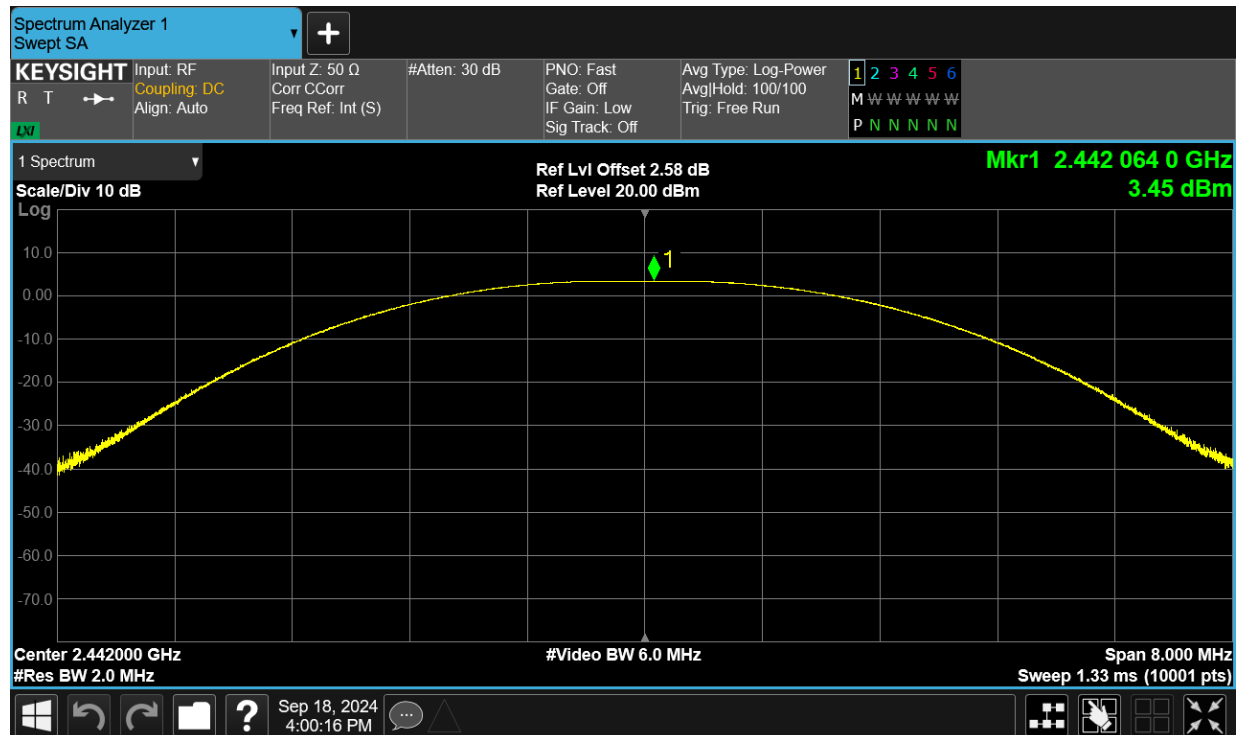 Spectrum Analyzer 1
Swept SA
+
KEYSIGHT
R T
LXI
Input: RF
Coupling: DC
Align: Auto
Input Z: 50 Ω
Corr CCorr
Freq Ref: Int (S)
#Atten: 30 dB
PNO: Fast
Gate: Off
IF Gain: Low
Sig Track: Off
Avg Type: Log-Power
Avg|Hold: 100/100
Trig: Free Run
1 2 3 4 5 6
M W W W W W
P N N N N N
1 Spectrum
Scale/Div 10 dB
Log
Ref Lvl Offset 2.58 dB
Ref Level 20.00 dBm
Mkr1 2.442 064 0 GHz
3.45 dBm
1
10.0
0.00
-10.0
-20.0
-30.0
-40.0
-50.0
-60.0
-70.0
Center 2.442000 GHz
#Res BW 2.0 MHz
#Video BW 6.0 MHz
Span 8.000 MHz
Sweep 1.33 ms (10001 pts)
?
Sep 18, 2024
4:00:16 PM